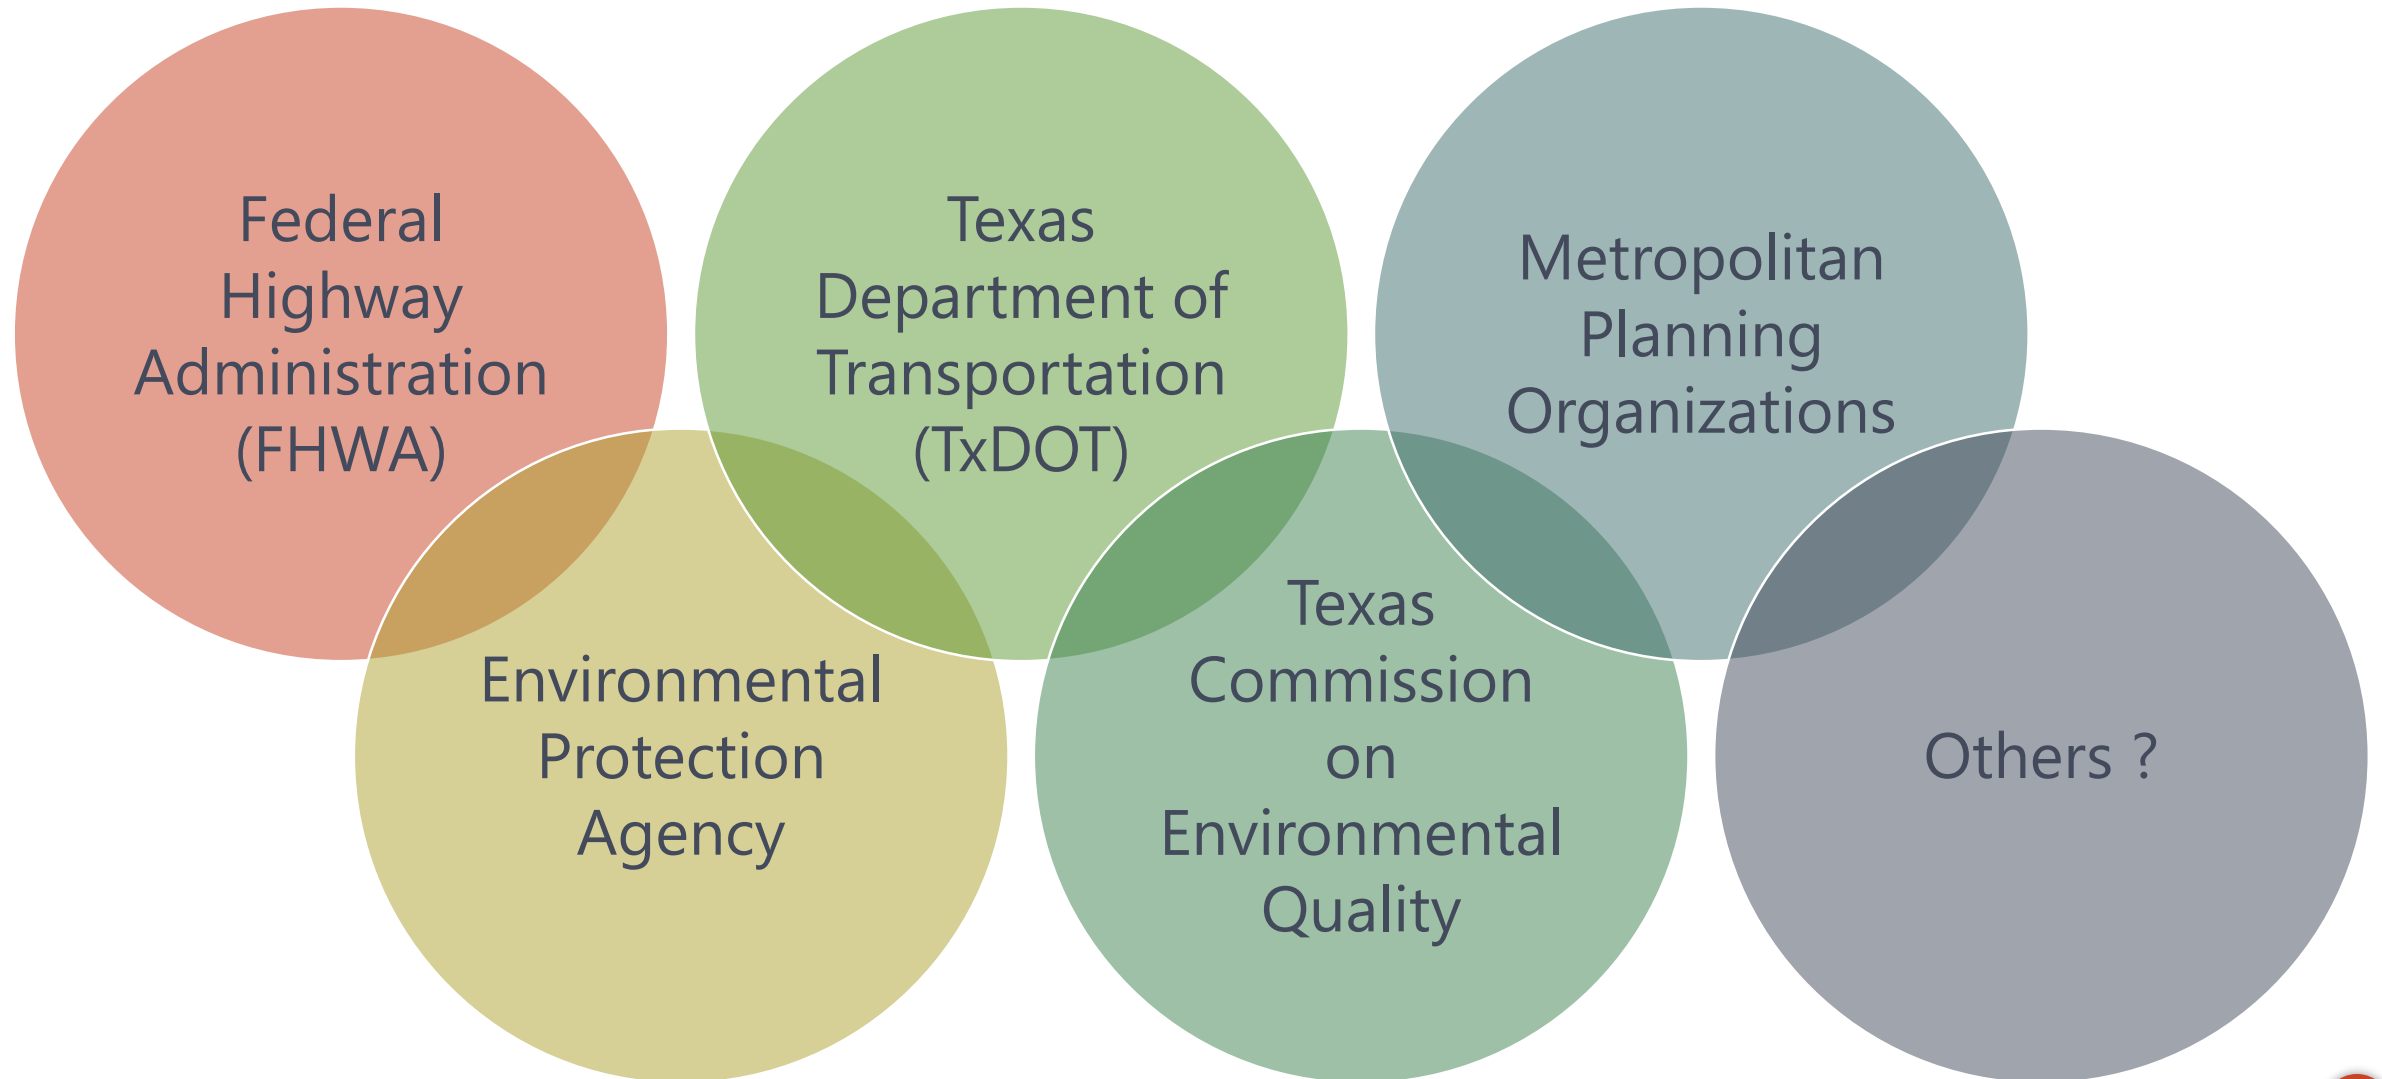 Federal
Highway
Administration
(FHWA)
Environmental
Protection
Agency
Texas
Department of
Transportation
(TxDOT)
Texas
Commission
on
Environmental
Quality
Metropolitan
Planning
Organizations
Others ?